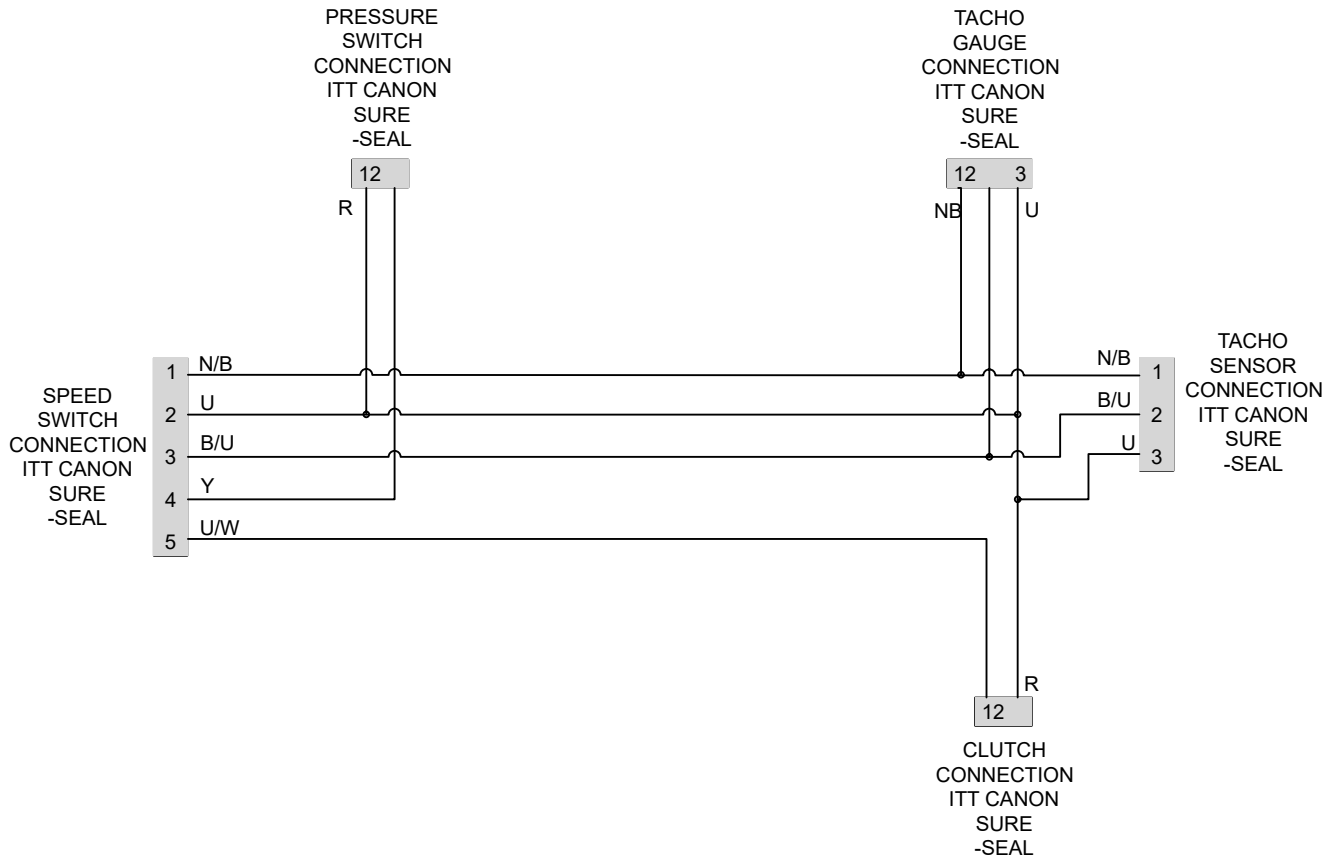 PRESSURE
SWITCH
CONNECTION
ITT CANON
SURE
-SEAL
12
R
TACHO
GAUGE
CONNECTION
ITT CANON
SURE
-SEAL
12 3
NB U
SPEED
SWITCH
CONNECTION
ITT CANON
SURE
-SEAL
1 N/B
2 U
3 B/U
4 Y
5 U/W
N/B 1
B/U 2
U 3
TACHO
SENSOR
CONNECTION
ITT CANON
SURE
-SEAL
R
12
CLUTCH
CONNECTION
ITT CANON
SURE
-SEAL